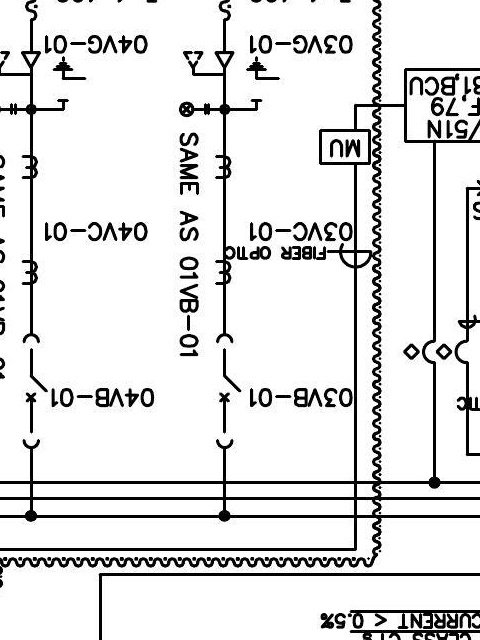 CLASS CT's
CURRENT < 0.5%
03VB-01
04VB-01
FIBER OPTIC
03VC-01
04VC-01
SAME AS 01VB-01
MU
/51N
F,79
BCU
03VG-01
04VG-01